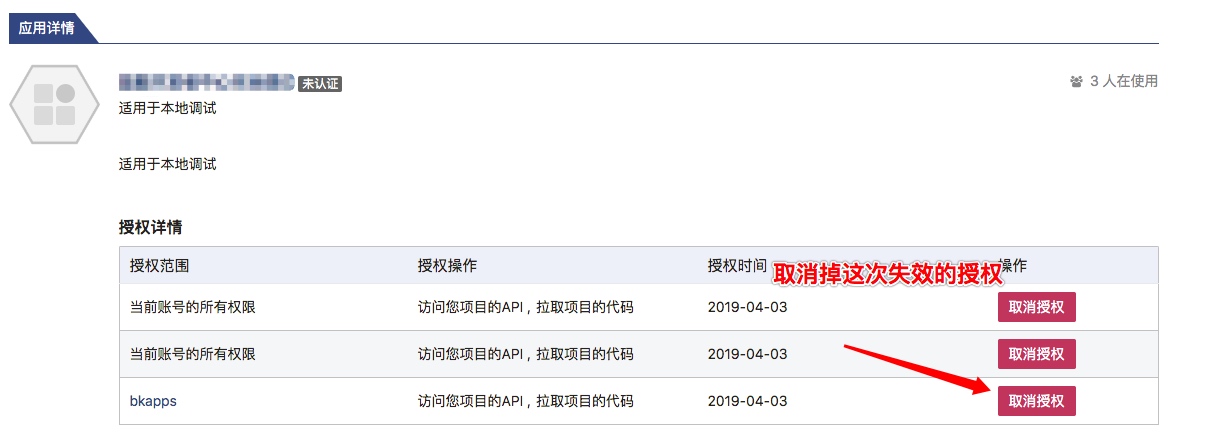 应用详情
未认证
3 人在使用
适用于本地调试
适用于本地调试
授权详情
授权范围 授权操作 授权时间 操作
取消掉这次失效的授权
当前账号的所有权限 访问您项目的API，拉取项目的代码 2019-04-03 取消授权
当前账号的所有权限 访问您项目的API，拉取项目的代码 2019-04-03 取消授权
bkapps 访问您项目的API，拉取项目的代码 2019-04-03 取消授权